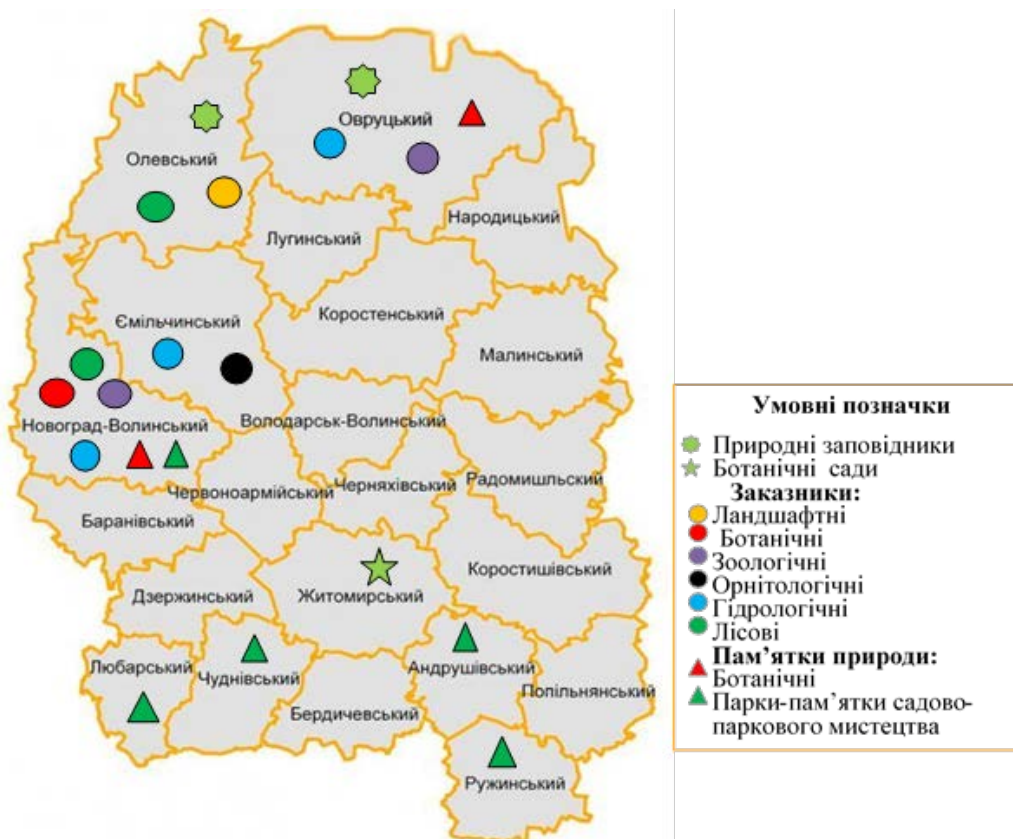 Овруцький
Олевський
Народицький
Лугинський
Ємільчинський
Коростенський
Малинський
Новоград-Волинський
Володарськ-Волинський
Червоноармійський
Черняхівський
Радомишльский
Баранівський
Коростишівський
Дзержинський
Житомирський
Любарський
Чуднівський
Андрушівський
Попільнянський
Бердичевський
Ружинський
Умовні позначки
Природні заповідники
Ботанічні сади
Заказники:
Ландшафтні
Ботанічні
Зоологічні
Орнітологічні
Гідрологічні
Лісові
Пам’ятки природи:
Ботанічні
Парки-пам’ятки садово-
паркового мистецтва